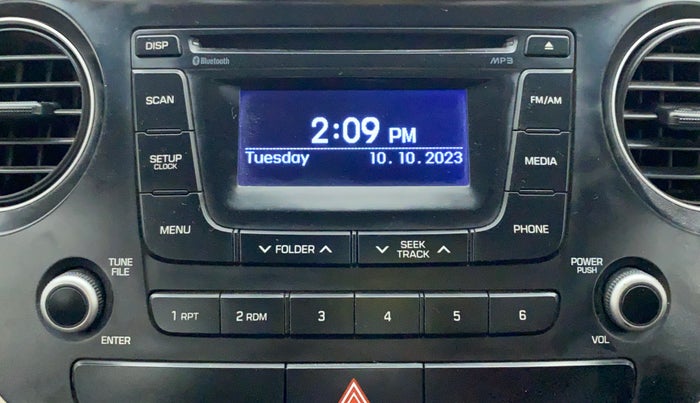 DISP
Bluetooth
MP3
SCAN
FM/AM
2:09 PM
Tuesday 10.10.2023
SETUP
CLOCK
MEDIA
MENU
PHONE
FOLDER
SEEK
TRACK
TUNE
FILE
POWER
PUSH
1 RPT
2 RDM
3
4
5
6
ENTER
VOL